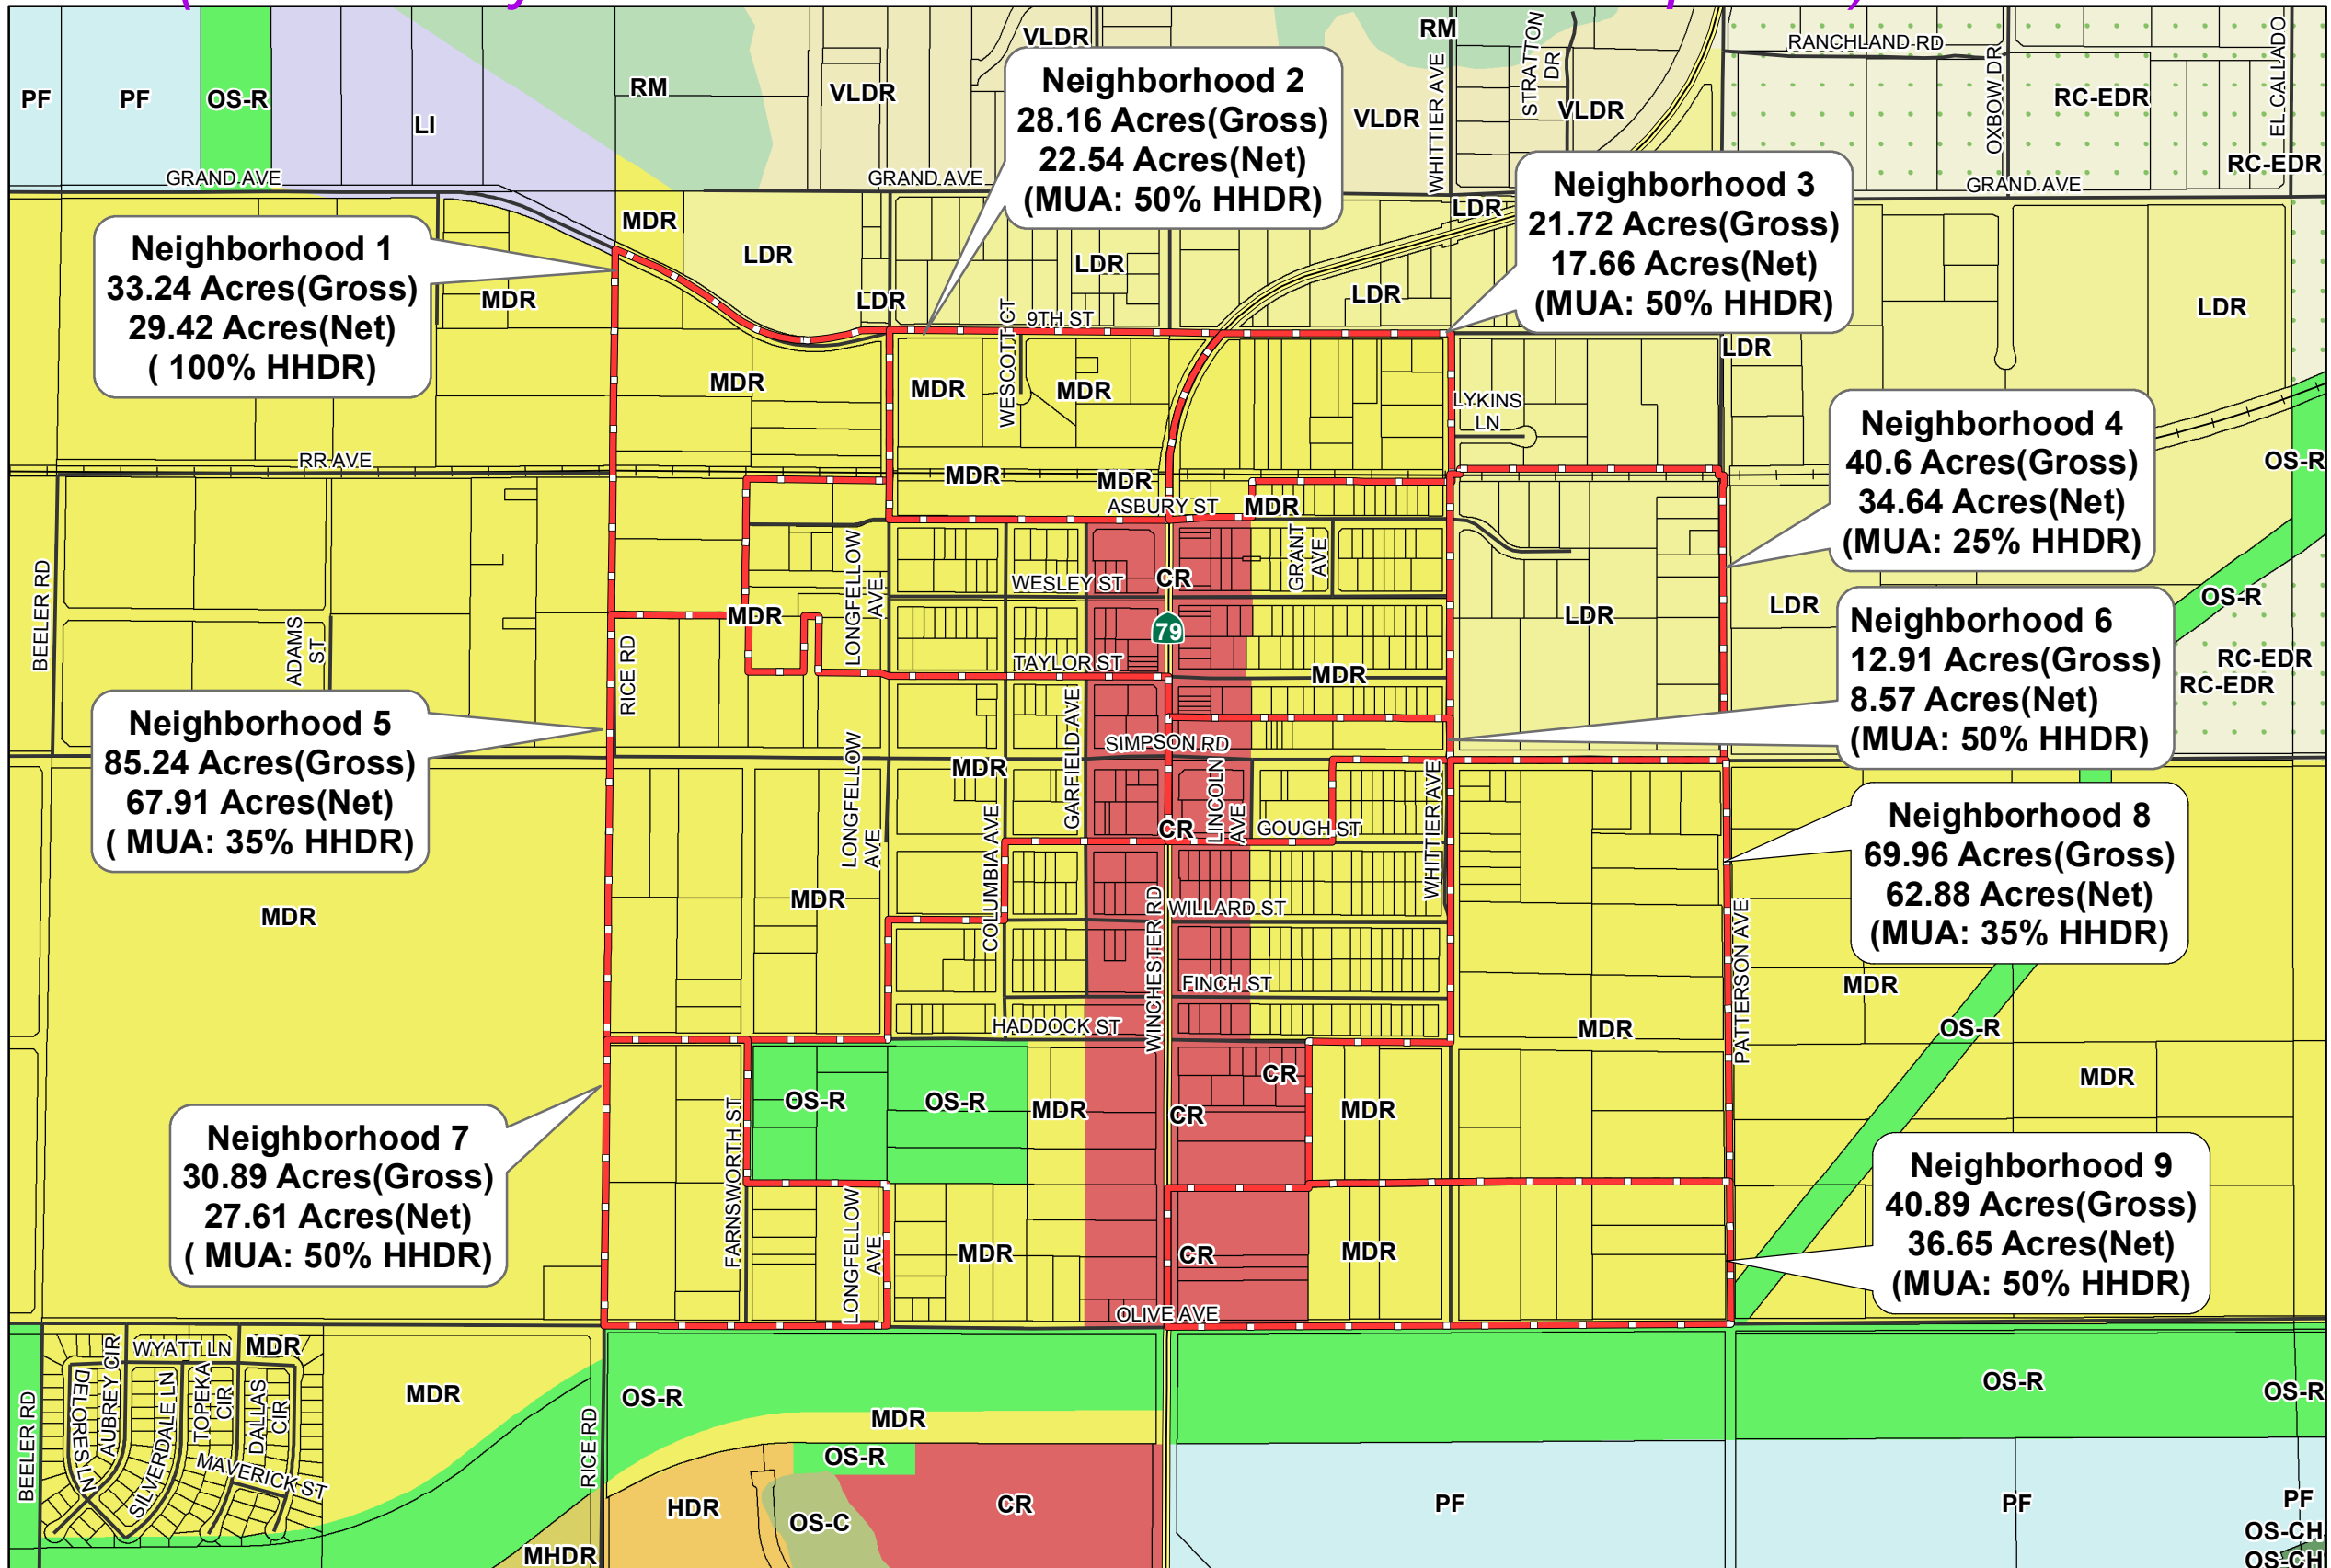 VLDR
RM
STRATTON
DR
RANCHLAND RD
EL CALLADO
PF
PF
OS-R
LI
RM
VLDR
Neighborhood 2
28.16 Acres(Gross)
22.54 Acres(Net)
(MUA: 50% HHDR)
VLDR
WHITTIER AVE
VLDR
OXBOW DR
RC-EDR
RC-EDR
GRAND AVE
GRAND AVE
GRAND AVE
Neighborhood 1
33.24 Acres(Gross)
29.42 Acres(Net)
( 100% HHDR)
MDR
MDR
LDR
LDR
LDR
9TH ST
LDR
LDR
Neighborhood 3
21.72 Acres(Gross)
17.66 Acres(Net)
(MUA: 50% HHDR)
LDR
LDR
MDR
MDR
WESCOTT CT
MDR
LYKINS
LN
Neighborhood 4
40.6 Acres(Gross)
34.64 Acres(Net)
(MUA: 25% HHDR)
OS-R
RR AVE
MDR
MDR
ASBURY ST
MDR
BEELER RD
ADAMS
ST
RICE RD
MDR
LONGFELLOW
AVE
WESLEY ST
CR
79
GRANT
AVE
LDR
LDR
OS-R
RC-EDR
RC-EDR
TAYLOR ST
MDR
Neighborhood 6
12.91 Acres(Gross)
8.57 Acres(Net)
(MUA: 50% HHDR)
Neighborhood 5
85.24 Acres(Gross)
67.91 Acres(Net)
( MUA: 35% HHDR)
LONGFELLOW
AVE
MDR
GARFIELD AVE
SIMPSON RD
CR
LINCOLN
AVE
GOUGH ST
WHITTIER AVE
Neighborhood 8
69.96 Acres(Gross)
62.88 Acres(Net)
(MUA: 35% HHDR)
MDR
MDR
COLUMBIA AVE
WINCHESTER RD
WILLARD ST
FINCH ST
HADDOCK ST
MDR
PATTERSON AVE
MDR
OS-R
MDR
Neighborhood 7
30.89 Acres(Gross)
27.61 Acres(Net)
( MUA: 50% HHDR)
FARNSWORTH ST
OS-R
OS-R
MDR
CR
CR
MDR
LONGFELLOW
AVE
MDR
CR
MDR
OLIVE AVE
Neighborhood 9
40.89 Acres(Gross)
36.65 Acres(Net)
(MUA: 50% HHDR)
BEELER RD
DELORES LN
AUBREY CIR
WYATT LN
MDR
SILVERDALE LN
TOPEKA
CIR
DALLAS
CIR
MAVERICK ST
MDR
RICE RD
OS-R
MDR
OS-R
OS-R
OS-R
HDR
OS-C
CR
PF
PF
PF
MHDR
OS-CH
OS-CH